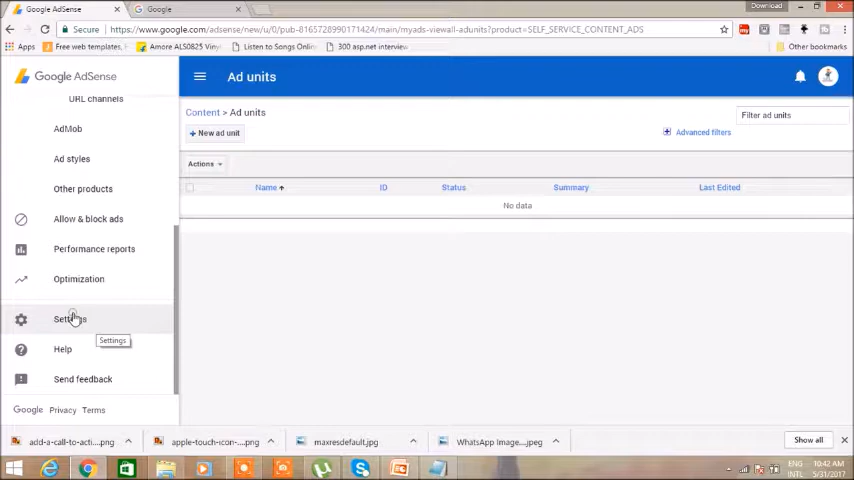 Google AdSense
Google
Download
Secure https://www.google.com/adsense/new/u/0/pub-8165728990171424/main/myads-viewall-adunits?product=SELF_SERVICE_CONTENT_ADS
Apps Free web templates, Amore ALS0825 Vinyl Listen to Songs Online 300 asp.net interview Other bookmarks
Google AdSense
Ad units
URL channels
Content > Ad units
Filter ad units
AdMob
+ New ad unit
Advanced filters
Ad styles
Actions
Other products
Name ID Status Summary Last Edited
No data
Allow & block ads
Performance reports
Optimization
Settings
Settings
Help
Send feedback
Google Privacy Terms
add-a-call-to-acti....png apple-touch-icon-....png maxresdefault.jpg WhatsApp Image....jpeg Show all
ENG 10:42 AM
INTL 5/31/2017